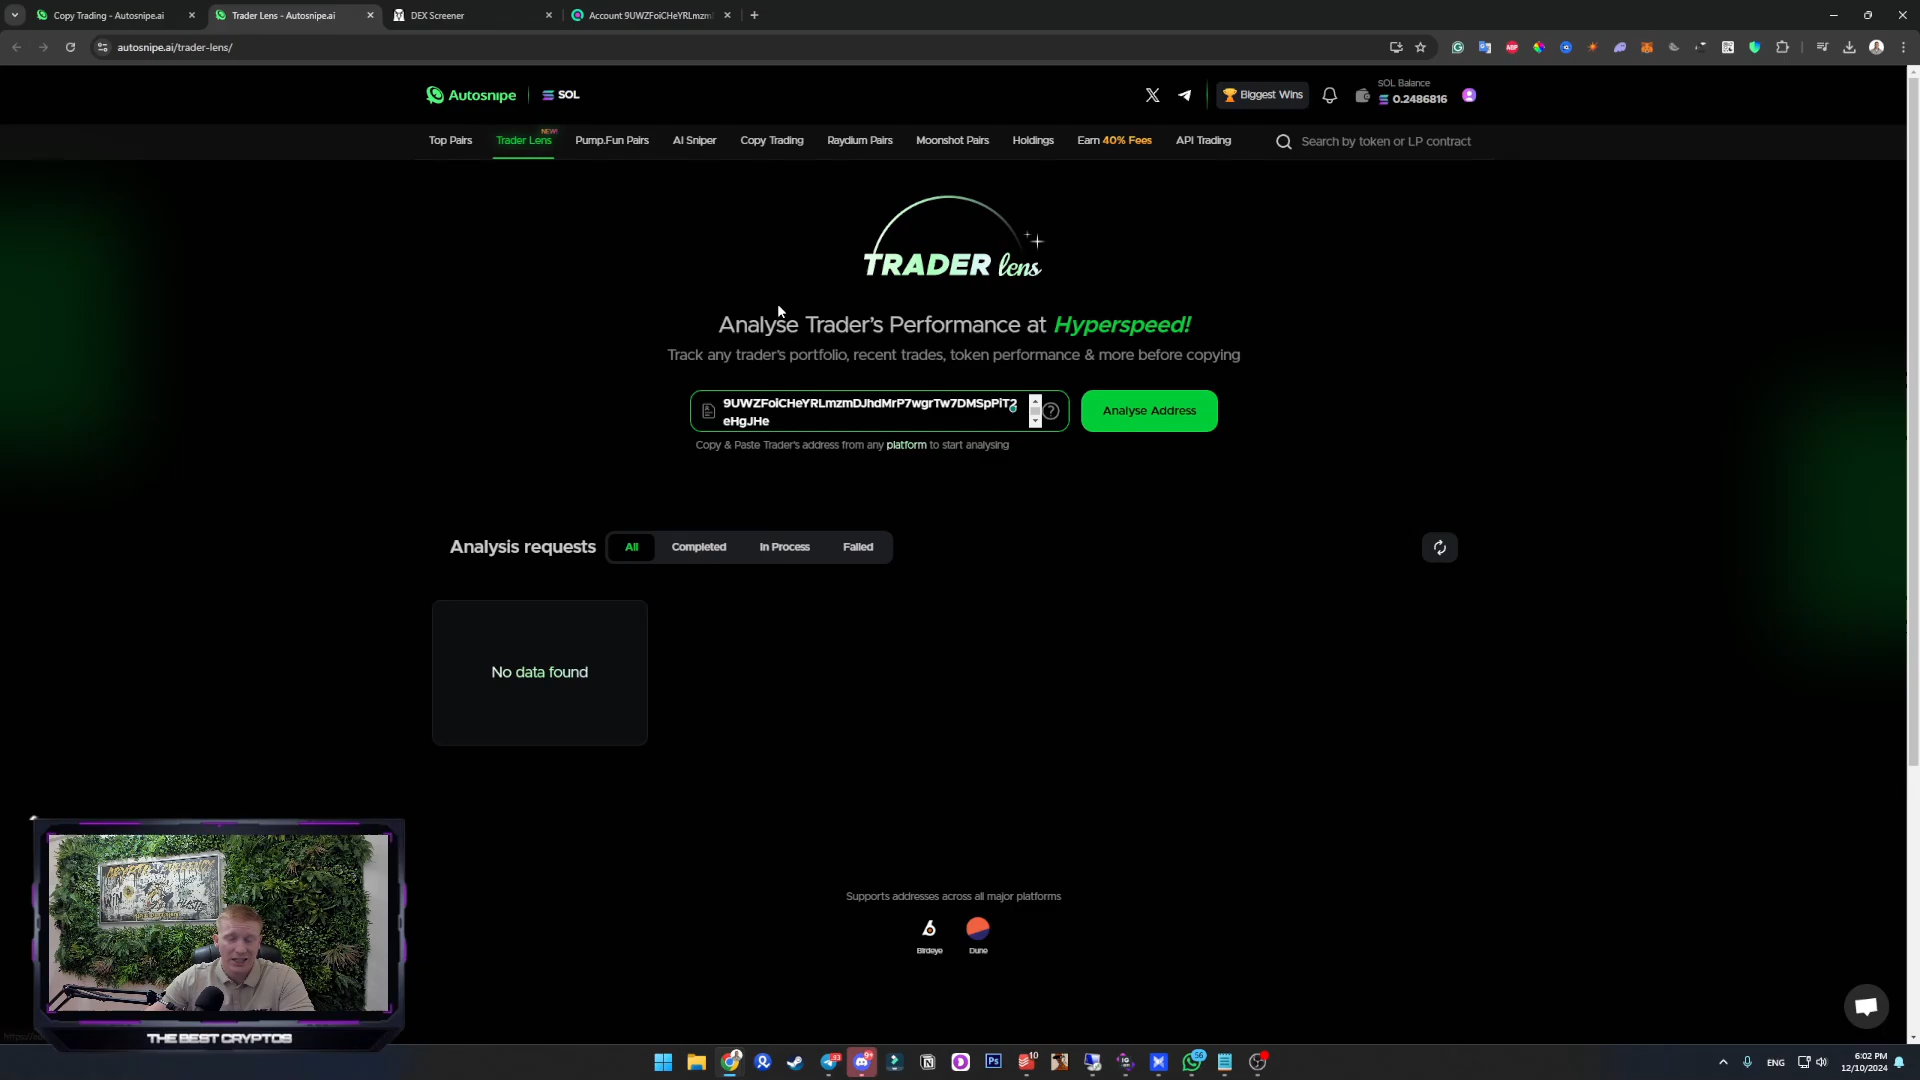 Copy Trading - Autosnipe.ai
Trader Lens - Autosnipe.ai
DEX Screener
Account 9UWZFoiCHeYRLmzm
autosnipe.ai/trader-lens/
Autosnipe
SOL
Biggest Wins
SOL Balance
0.2486816
Top Pairs
Trader Lens
NEW!
Pump.Fun Pairs
AI Sniper
Copy Trading
Raydium Pairs
Moonshot Pairs
Holdings
Earn 40% Fees
API Trading
Search by token or LP contract
TRADER lens
Analyse Trader's Performance at Hyperspeed!
Track any trader's portfolio, recent trades, token performance & more before copying
9UWZFoiCHeYRLmzmDJhdMrP7wgrTw7DMSpPiT2
eHgJHe
Analyse Address
Copy & Paste Trader's address from any platform to start analysing
Analysis requests
All
Completed
In Process
Failed
No data found
Supports addresses across all major platforms
Birdeye
Dune
THE BEST CRYPTOS
ENG
6:02 PM
12/10/2024